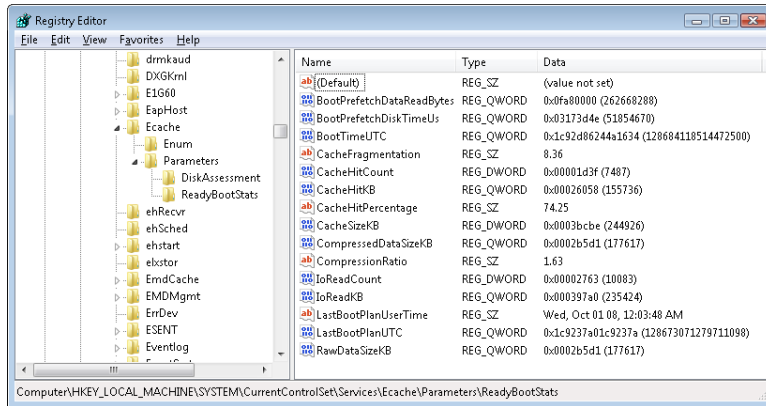 Registry Editor
File Edit View Favorites Help
drmkaud
DXGKrnl
E1G60
EapHost
Ecache
Enum
Parameters
DiskAssessment
ReadyBootStats
ehRecvr
ehSched
ehstart
elxstor
EmdCache
EMDMgmt
ErrDev
ESENT
Eventlog
Name Type Data
(Default) REG_SZ (value not set)
BootPrefetchDataReadBytes REG_QWORD 0x0fa80000 (262668288)
BootPrefetchDiskTimeUs REG_QWORD 0x03173d4e (51854670)
BootTimeUTC REG_QWORD 0x1c92d86244a1634 (128684118514472500)
CacheFragmentation REG_SZ 8.36
CacheHitCount REG_DWORD 0x00001d3f (7487)
CacheHitKB REG_QWORD 0x00026058 (155736)
CacheHitPercentage REG_SZ 74.25
CacheSizeKB REG_DWORD 0x0003bcbe (244926)
CompressedDataSizeKB REG_QWORD 0x0002b5d1 (177617)
CompressionRatio REG_SZ 1.63
IoReadCount REG_DWORD 0x00002763 (10083)
IoReadKB REG_QWORD 0x000397a0 (235424)
LastBootPlanUserTime REG_SZ Wed, Oct 01 08, 12:03:48 AM
LastBootPlanUTC REG_QWORD 0x1c9237a01c9237a (128673071279711098)
RawDataSizeKB REG_QWORD 0x0002b5d1 (177617)
Computer\HKEY_LOCAL_MACHINE\SYSTEM\CurrentControlSet\Services\Ecache\Parameters\ReadyBootStats